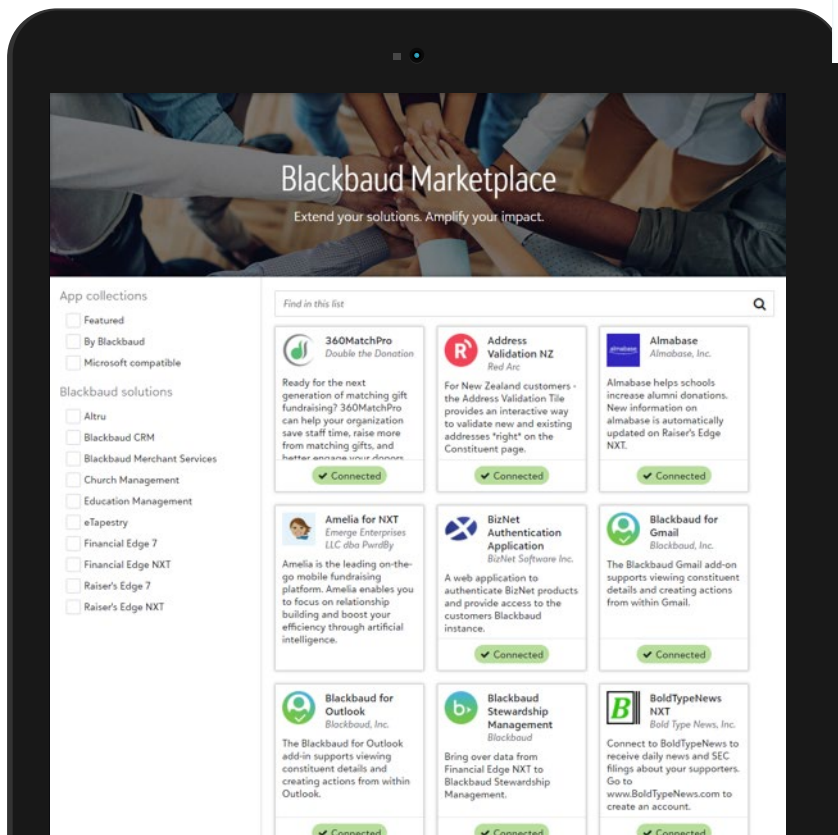 Blackbaud Marketplace
Extend your solutions. Amplify your impact.
App collections
Featured
By Blackbaud
Microsoft compatible
Blackbaud solutions
Altru
Blackbaud CRM
Blackbaud Merchant Services
Church Management
Education Management
eTapestry
Financial Edge 7
Financial Edge NXT
Raiser's Edge 7
Raiser's Edge NXT
Find in this list
360MatchPro
Double the Donation
Ready for the next
generation of matching gift
fundraising? 360MatchPro
can help your organization
save staff time, raise more
from matching gifts, and
better engage your donors
Connected
R
Address
Validation NZ
Red Arc
For New Zealand customers -
the Address Validation Tile
provides an interactive way
to validate new and existing
addresses *right* on the
Constituent page.
Connected
almabase
Almabase
Almabase, Inc.
Almabase helps schools
increase alumni donations.
New information on
almabase is automatically
updated on Raiser's Edge
NXT.
Connected
Amelia for NXT
Emerge Enterprises
LLC dba PwrdBy
Amelia is the leading on-the-
go mobile fundraising
platform. Amelia enables you
to focus on relationship
building and boost your
efficiency through artificial
intelligence.
BizNet
Authentication
Application
BizNet Software Inc.
A web application to
authenticate BizNet products
and provide access to the
customers Blackbaud
instance.
Connected
Blackbaud for
Gmail
Blackbaud, Inc.
The Blackbaud Gmail add-on
supports viewing constituent
details and creating actions
from within Gmail.
Connected
Blackbaud for
Outlook
Blackbaud, Inc.
The Blackbaud for Outlook
add-in supports viewing
constituent details and
creating actions from within
Outlook.
Connected
b
Blackbaud
Stewardship
Management
Blackbaud
Bring over data from
Financial Edge NXT to
Blackbaud Stewardship
Management.
Connected
B
BoldTypeNews
NXT
Bold Type News, Inc.
Connect to BoldTypeNews to
receive daily news and SEC
filings about your supporters.
Go to
www.BoldTypeNews.com to
create an account.
Connected